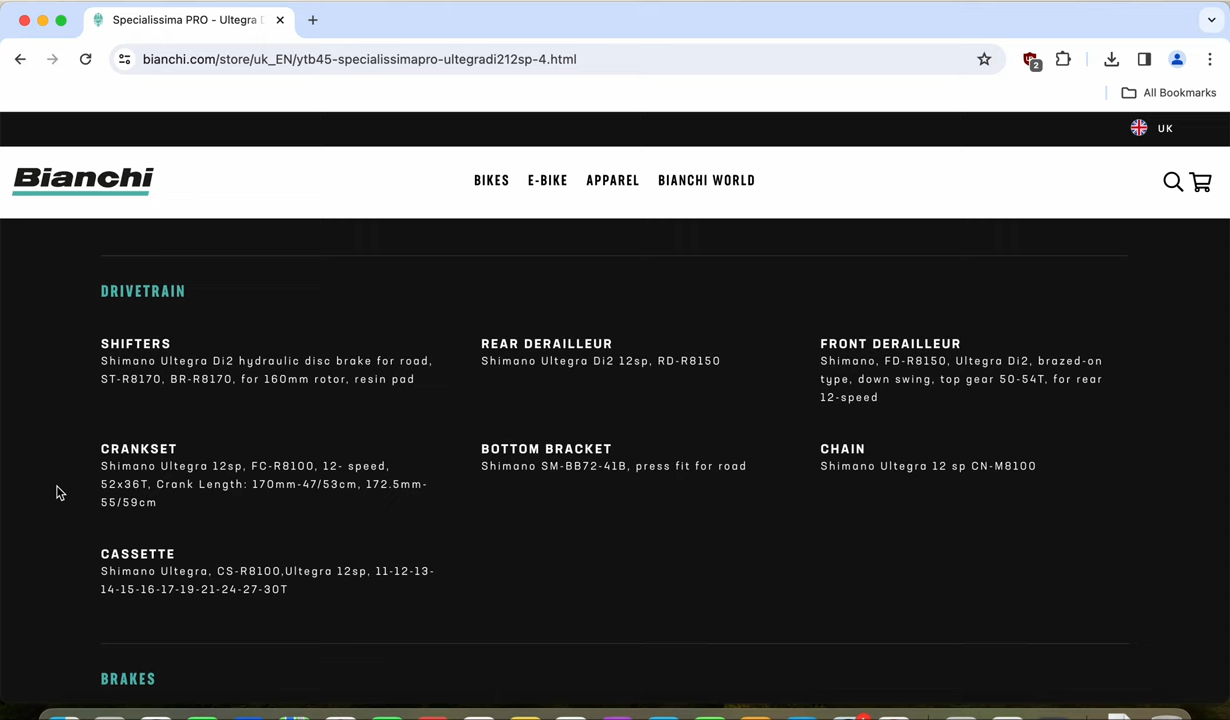 Specialissima PRO - Ultegra D
bianchi.com/store/uk_EN/ytb45-specialissimapro-ultegradi212sp-4.html
2
All Bookmarks
UK
Bianchi
BIKES E-BIKE APPAREL BIANCHI WORLD
DRIVETRAIN
SHIFTERS
Shimano Ultegra Di2 hydraulic disc brake for road,
ST-R8170, BR-R8170, for 160mm rotor, resin pad
REAR DERAILLEUR
Shimano Ultegra Di2 12sp, RD-R8150
FRONT DERAILLEUR
Shimano, FD-R8150, Ultegra Di2, brazed-on
type, down swing, top gear 50-54T, for rear
12-speed
CRANKSET
Shimano Ultegra 12sp, FC-R8100, 12- speed,
52x36T, Crank Length: 170mm-47/53cm, 172.5mm-
55/59cm
BOTTOM BRACKET
Shimano SM-BB72-41B, press fit for road
CHAIN
Shimano Ultegra 12 sp CN-M8100
CASSETTE
Shimano Ultegra, CS-R8100,Ultegra 12sp, 11-12-13-
14-15-16-17-19-21-24-27-30T
BRAKES